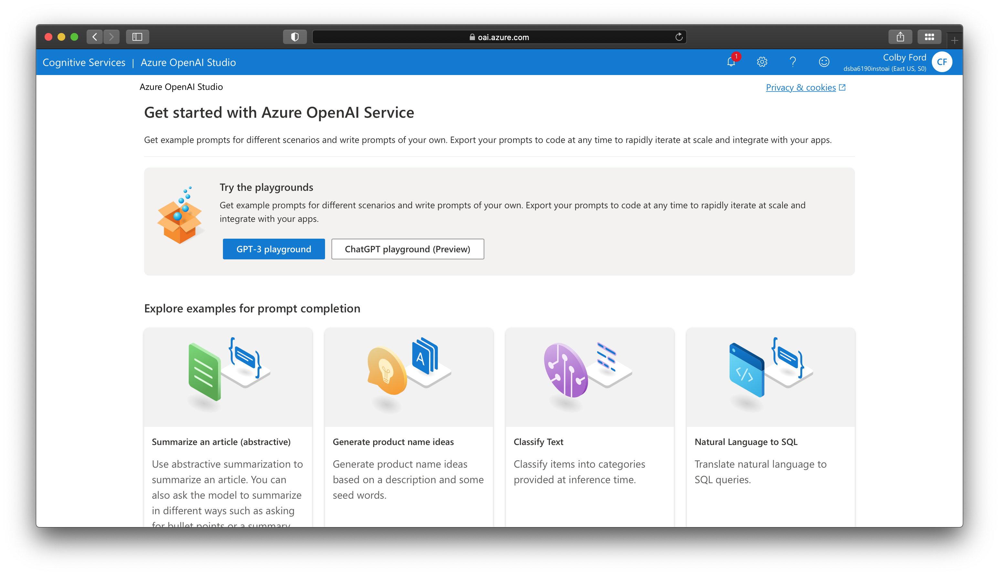 oai.azure.com
Cognitive Services | Azure OpenAI Studio
1
Colby Ford
dsba6190instoai (East US, S0)
CF
Azure OpenAI Studio
Privacy & cookies
Get started with Azure OpenAI Service
Get example prompts for different scenarios and write prompts of your own. Export your prompts to code at any time to rapidly iterate at scale and integrate with your apps.
Try the playgrounds
Get example prompts for different scenarios and write prompts of your own. Export your prompts to code at any time to rapidly iterate at scale and
integrate with your apps.
GPT-3 playground
ChatGPT playground (Preview)
Explore examples for prompt completion
A
Summarize an article (abstractive)
Use abstractive summarization to
summarize an article. You can
also ask the model to summarize
in different ways such as asking
for bullet points or a summary
Generate product name ideas
Generate product name ideas
based on a description and some
seed words.
Classify Text
Classify items into categories
provided at inference time.
Natural Language to SQL
Translate natural language to
SQL queries.